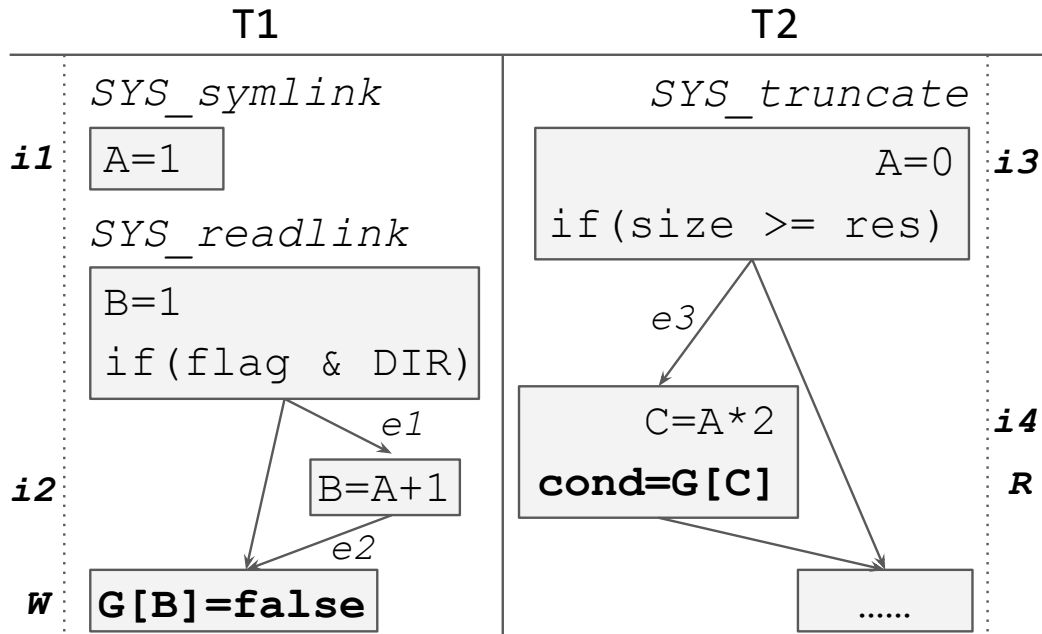 T1
T2
SYS_symlink
i1
A=1
SYS_readlink
B=1
if(flag & DIR)
e1
i2
B=A+1
e2
W
G[B]=false
SYS_truncate
A=0
i3
if(size >= res)
e3
C=A*2
i4
cond=G[C]
R
……